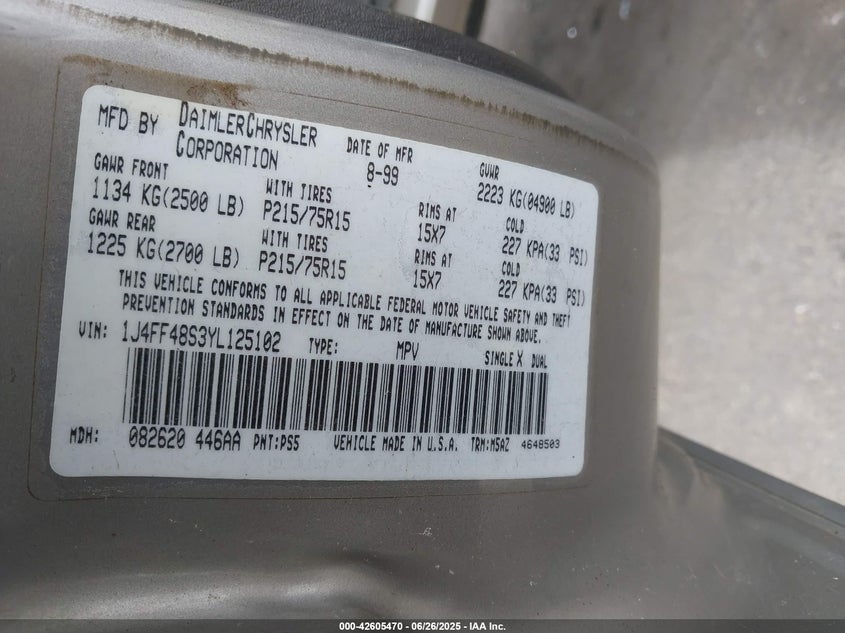 MFD BY DAIMLERCHRYSLER CORPORATION
DATE OF MFR 8-99
GVWR 2223 KG(04900 LB)
GAWR FRONT WITH TIRES RIMS AT COLD
1134 KG(2500 LB) P215/75R15 15X7 227 KPA(33 PSI)
GAWR REAR WITH TIRES RIMS AT COLD
1225 KG(2700 LB) P215/75R15 15X7 227 KPA(33 PSI)
THIS VEHICLE CONFORMS TO ALL APPLICABLE FEDERAL MOTOR VEHICLE SAFETY AND THEFT
PREVENTION STANDARDS IN EFFECT ON THE DATE OF MANUFACTURE SHOWN ABOVE.
VIN: 1J4FF48S3YL125102 TYPE: MPV SINGLE X DUAL
MDH: 082620 446AA PNT:PS5 VEHICLE MADE IN U.S.A. TRM:M5AZ 4648503
000-42605470 - 06/26/2025 - IAA Inc.